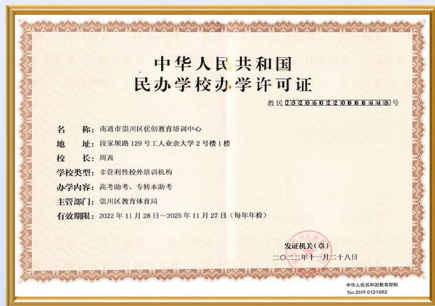 中华人民共和国
民办学校办学许可证
教民232060220000448号
名称：南通市崇川区优创教育培训中心
地址：段家坝路129号工人业余大学2号楼1楼
校长：周茜
学校类型：非营利性校外培训机构
办学内容：高考助考、专转本助考
主管部门：崇川区教育体育局
有效期限：2022年11月28日～2025年11月27日（每年年检）
发证机关(章)
二〇二二年十一月二十八日
中华人民共和国教育部制
No.2019 0121062